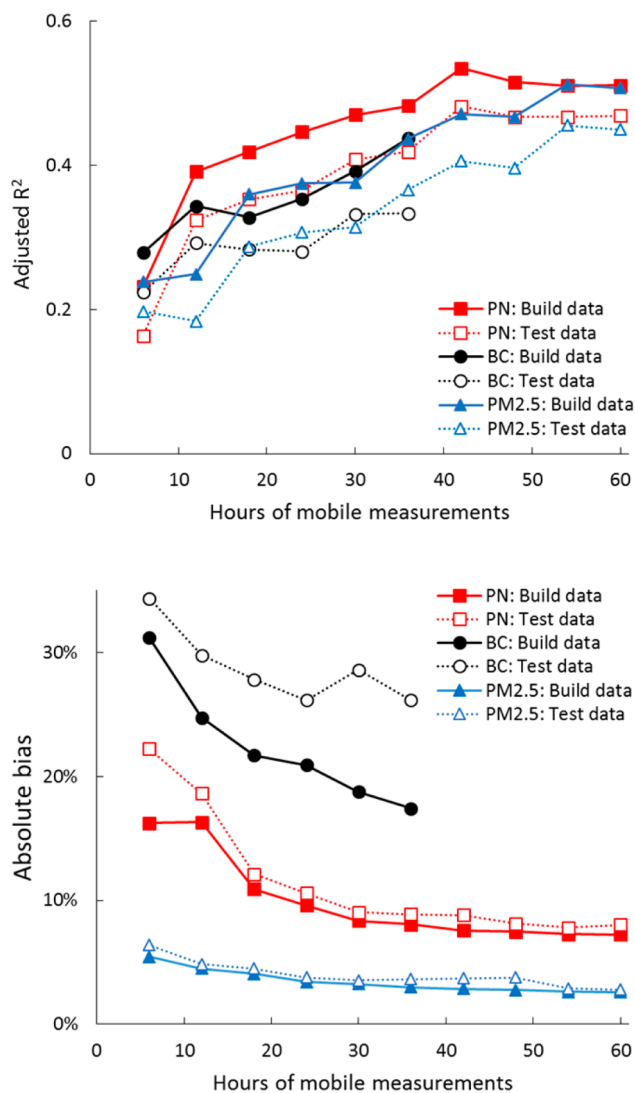 0.6
0.4
0.2
0
Adjusted R²
PN: Build data
PN: Test data
BC: Build data
BC: Test data
PM2.5: Build data
PM2.5: Test data
0 10 20 30 40 50 60
Hours of mobile measurements
PN: Build data
PN: Test data
BC: Build data
BC: Test data
PM2.5: Build data
PM2.5: Test data
30%
20%
10%
0%
Absolute bias
0 10 20 30 40 50 60
Hours of mobile measurements